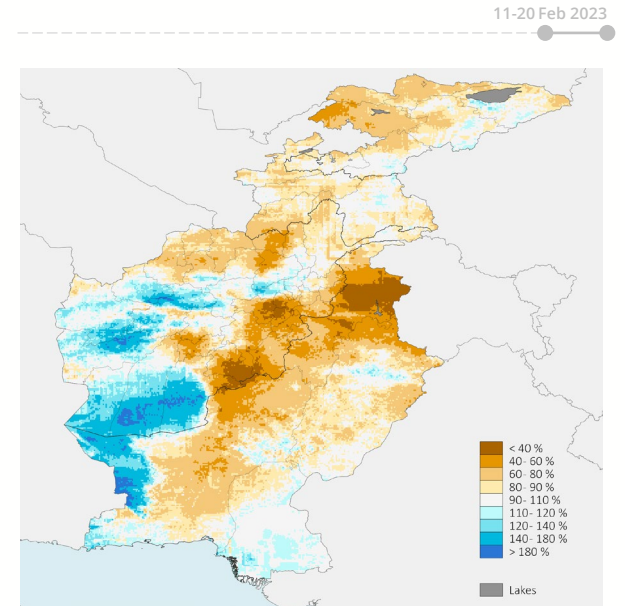 11-20 Feb 2023
< 40 %
40- 60 %
60- 80 %
80- 90 %
90- 110 %
110- 120 %
120- 140 %
140- 180 %
> 180 %
Lakes